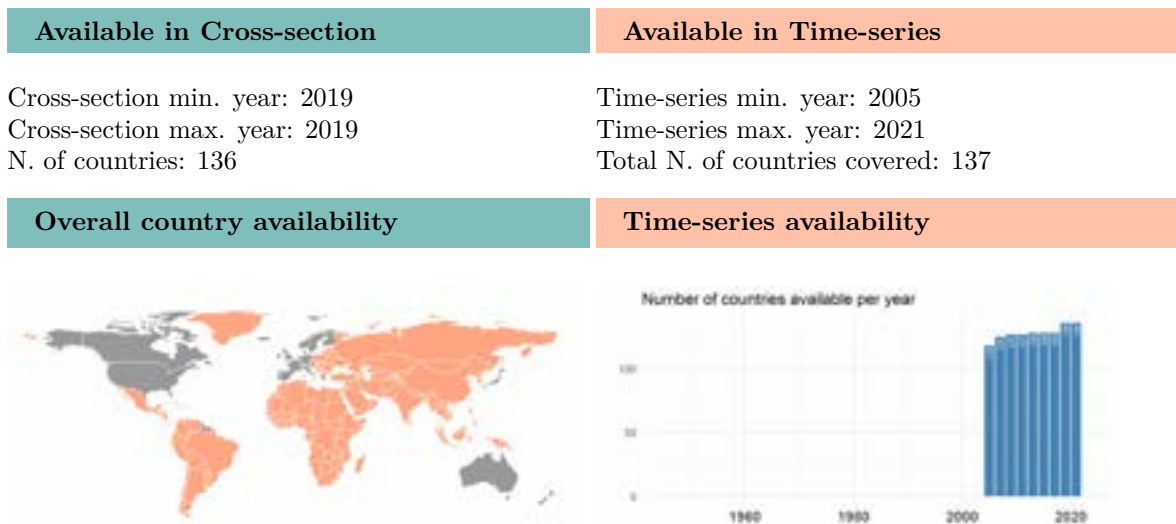 Available in Cross-section
Available in Time-series
Cross-section min. year: 2019
Cross-section max. year: 2019
N. of countries: 136
Time-series min. year: 2005
Time-series max. year: 2021
Total N. of countries covered: 137
Overall country availability
Time-series availability
Number of countries available per year
100
50
0
1960
1980
2000
2020